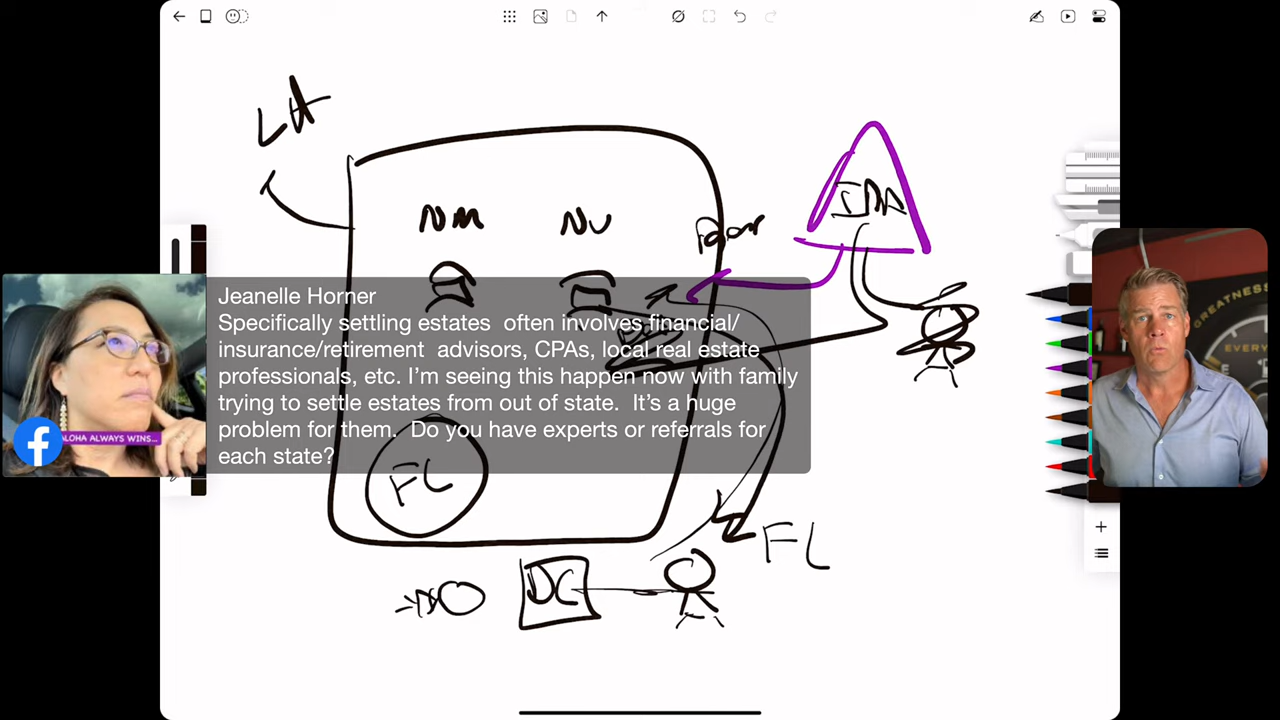 LA
NM NV
IRA
Jeanelle Horner
Specifically settling estates often involves financial/
insurance/retirement advisors, CPAs, local real estate
professionals, etc. I'm seeing this happen now with family
trying to settle estates from out of state. It's a huge
problem for them. Do you have experts or referrals for
each state?
ALOHA ALWAYS WINS...
FL
FL
DC
GREATNESS
EVERY